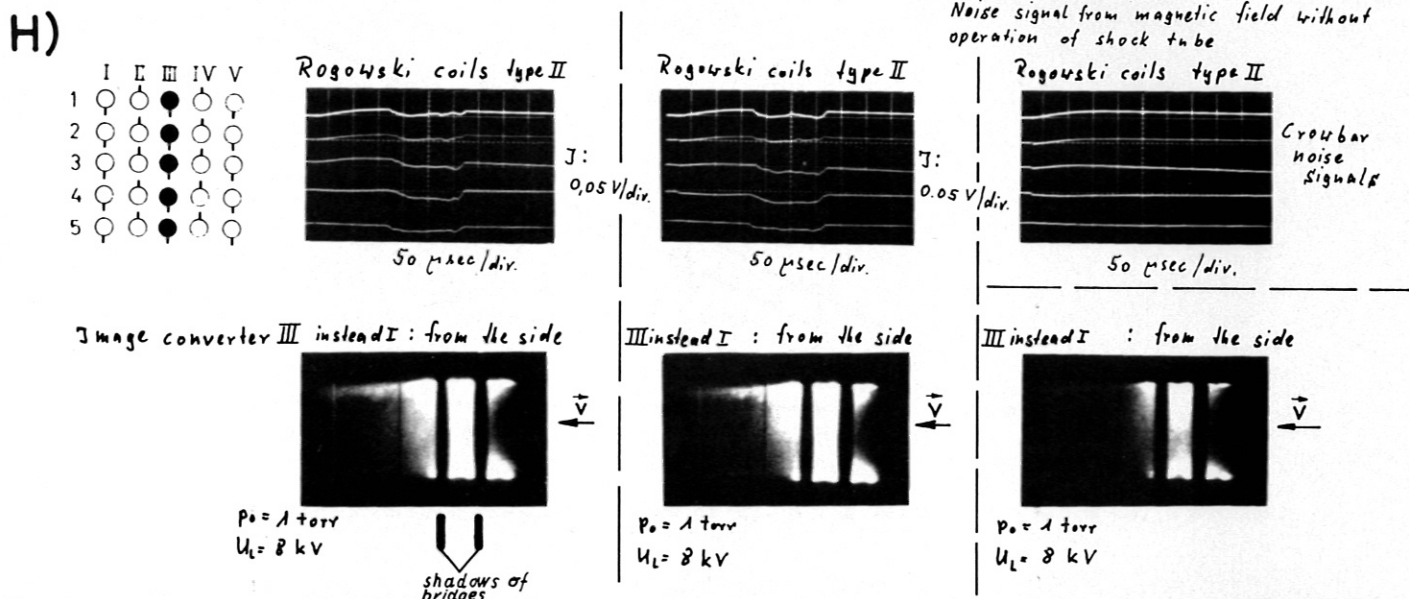 H)
I II III IV V
1
2
3
4
5
Rogowski coils type II
J:
0,05 V/div.
50 µsec/div.
Rogowski coils type II
J:
0.05 V/div.
50 µsec/div.
Noise signal from magnetic field without
operation of shock tube
Rogowski coils type II
Crowbar
noise
signals
50 µsec/div.
Image converter III instead I : from the side
V
p₀ = 1 torr
U_L = 8 kV
shadows of
bridges
III instead I : from the side
V
p₀ = 1 torr
U_L = 8 kV
III instead I : from the side
V
p₀ = 1 torr
U_L = 8 kV